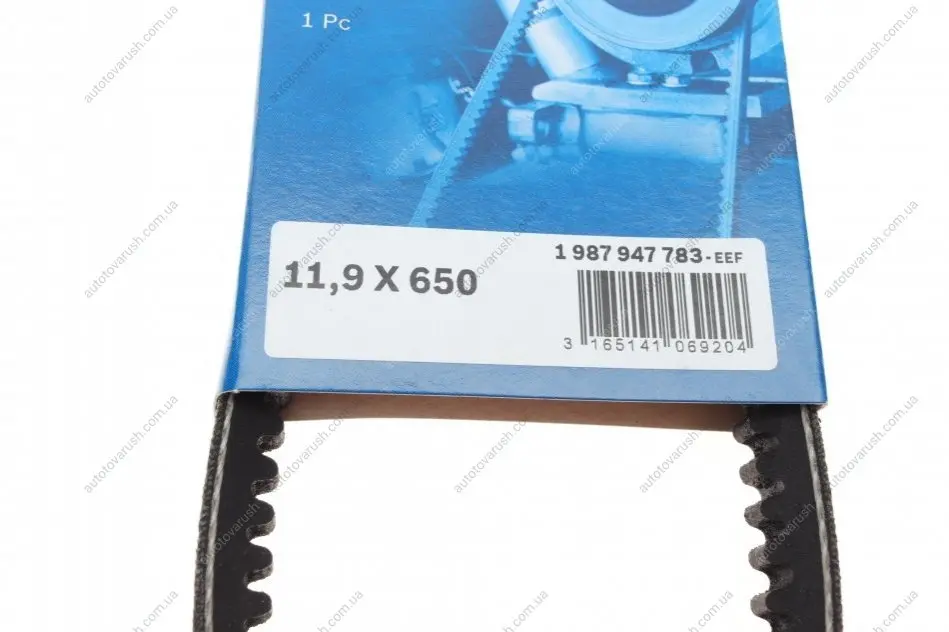 1 Pc
11,9 X 650
1 987 947 783-EEF
3 165141 069204
autotovarush.com.ua